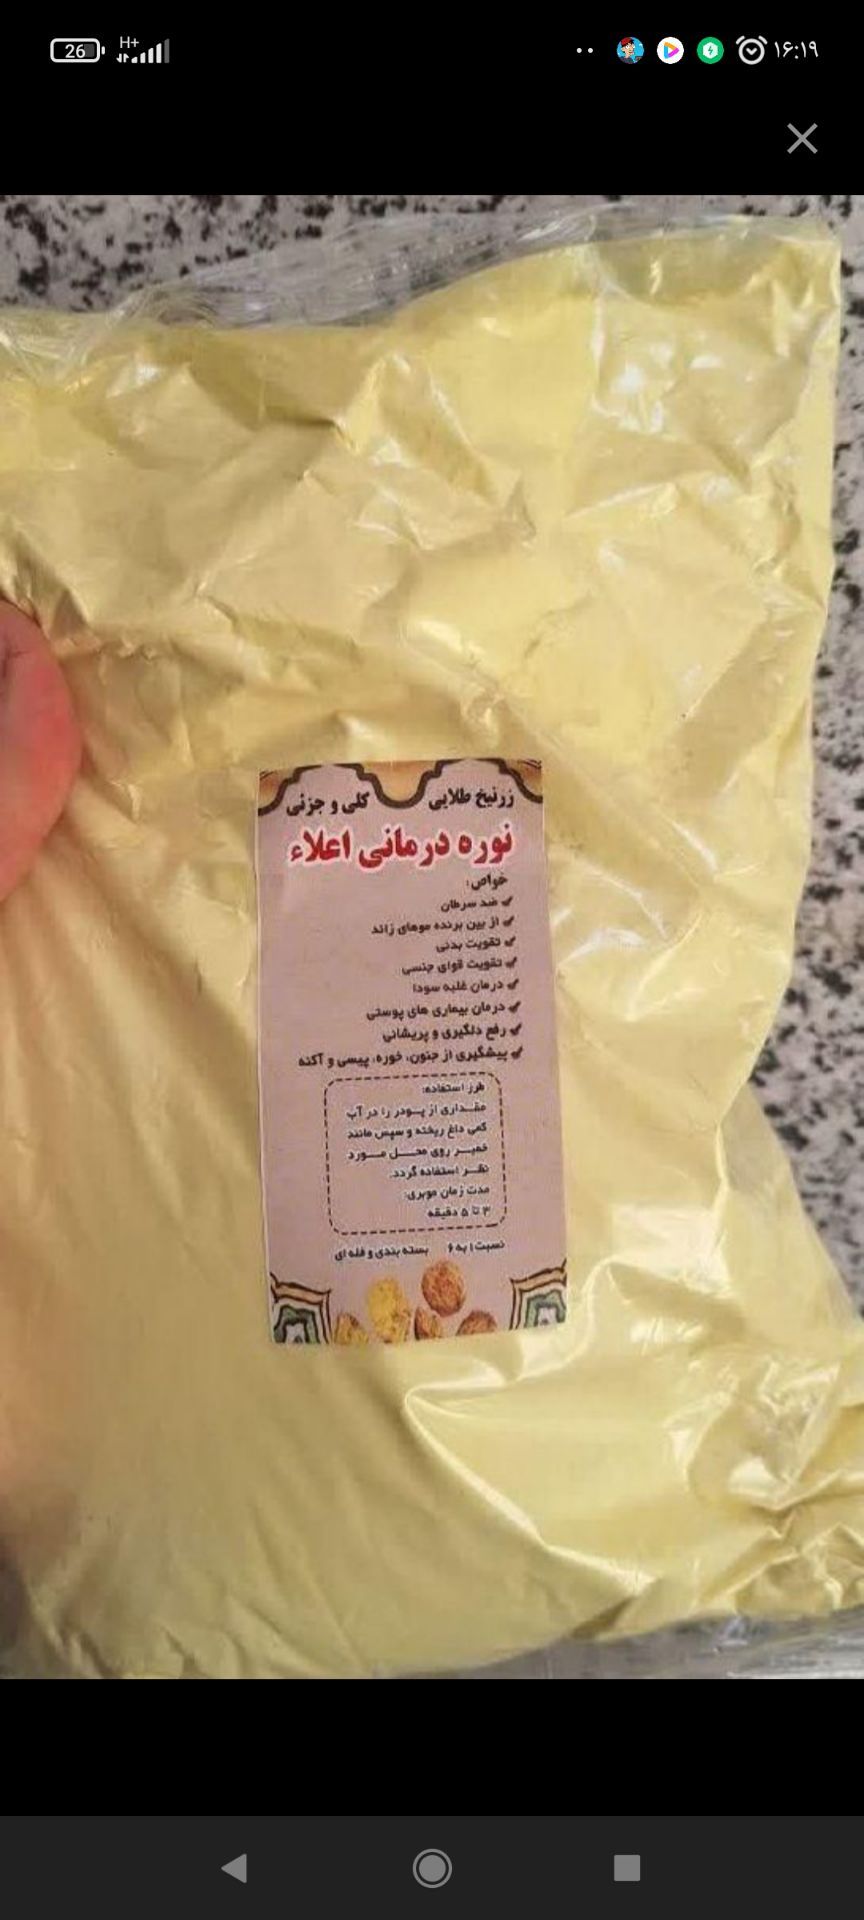 26
H+
۱۶:۱۹
زرنیخ طلایی کلی و جزئی
نوره درمانی اعلاء
خواص:
ضد سرطان
از بین برنده موهای زائد
تقویت بدنی
تقویت قوای جنسی
درمان غلبه سودا
درمان بیماری های پوستی
رفع دلگیری و پریشانی
پیشگیری از جنون، خوره، پیسی و آکنه
طرز استفاده:
مقداری از پودر را در آب
کمی داغ ریخته و سپس مانند
خمیر روی محل مورد
نظر استفاده گردد.
مدت زمان موبری:
۳ تا ۵ دقیقه
نسبت ۱ به ۶ بسته بندی و فله ای